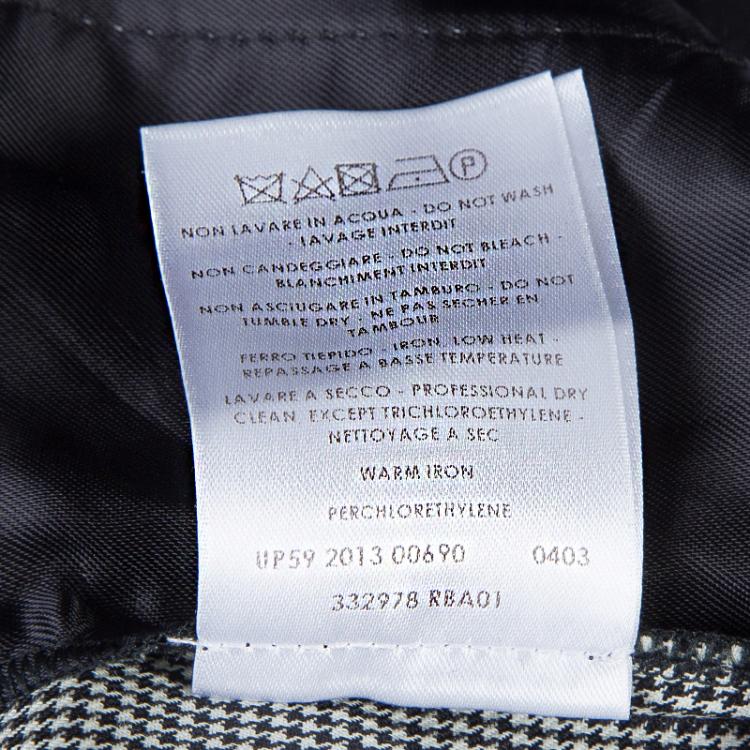 P
NON LAVARE IN ACQUA - DO NOT WASH
- LAVAGE INTERDIT
NON CANDEGGIARE - DO NOT BLEACH -
BLANCHIMENT INTERDIT
NON ASCIUGARE IN TAMBURO - DO NOT
TUMBLE DRY - NE PAS SECHER EN
TAMBOUR
FERRO TIEPIDO - IRON, LOW HEAT -
REPASSAGE A BASSE TEMPERATURE
LAVARE A SECCO - PROFESSIONAL DRY
CLEAN, EXCEPT TRICHLOROETHYLENE -
NETTOYAGE A SEC
WARM IRON
PERCHLORETHYLENE
UP59 2013 00690 0403
332978 RBA01